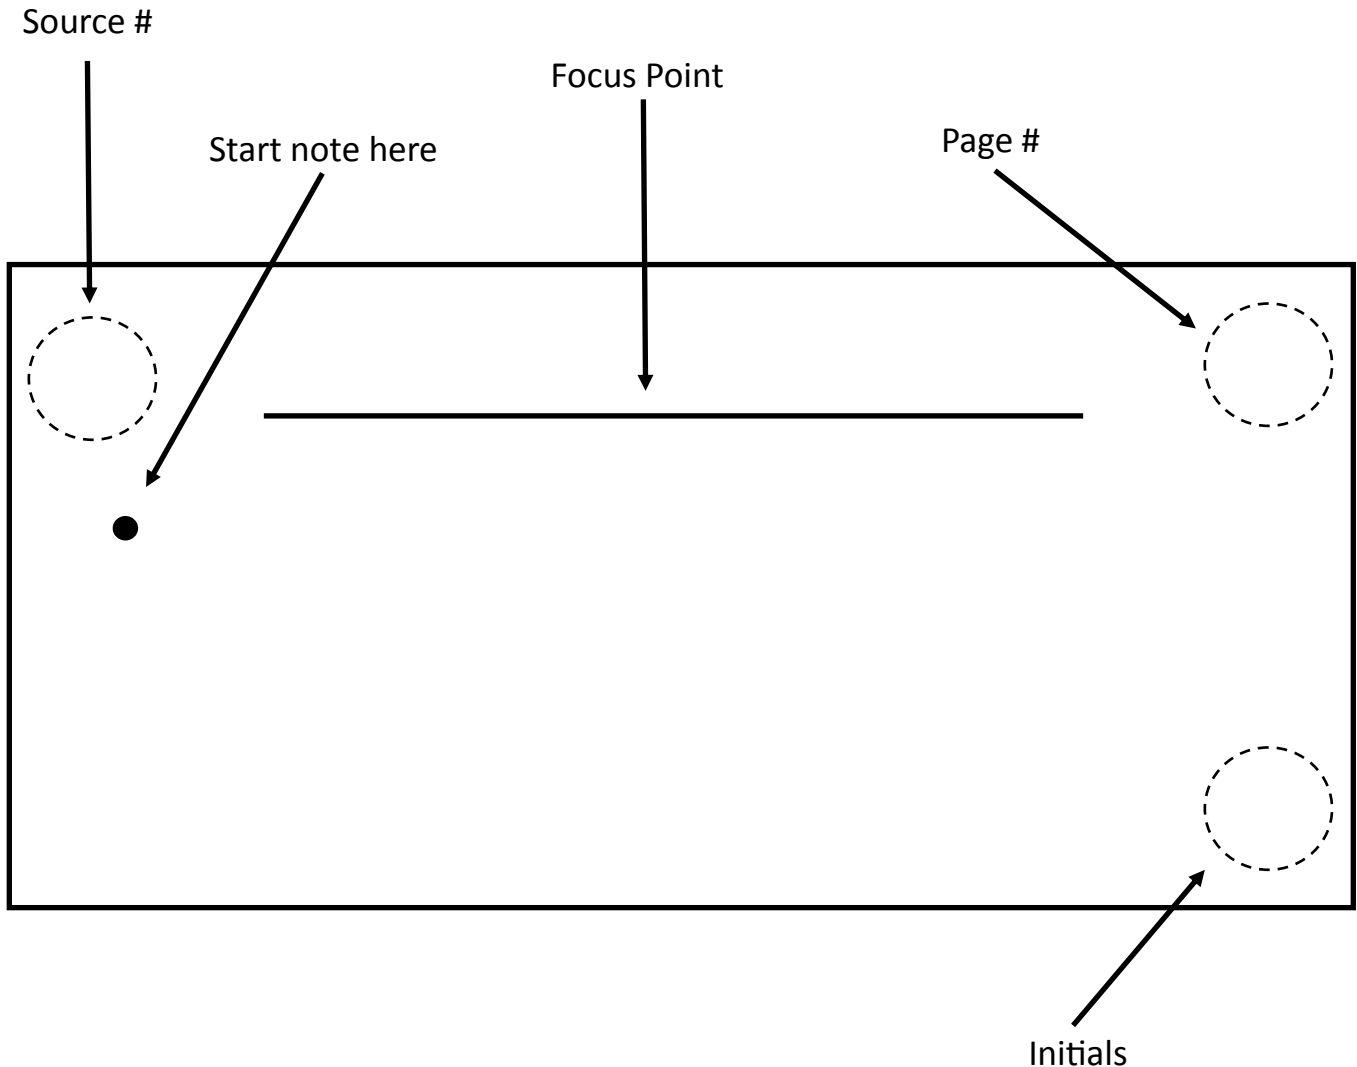 Source #
Focus Point
Page #
Start note here
Initials